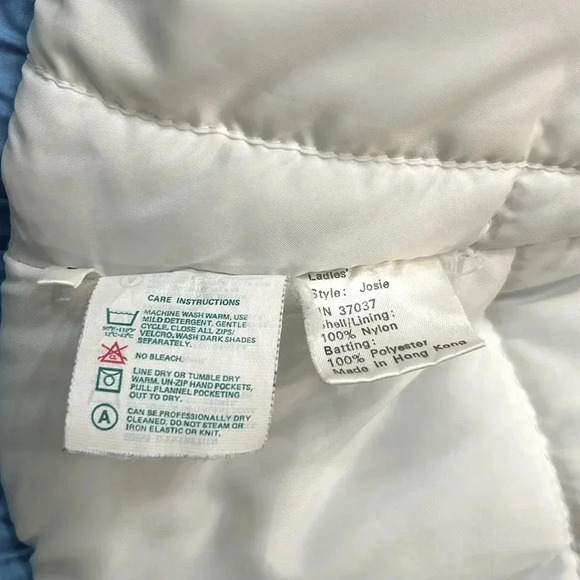 CARE INSTRUCTIONS
MACHINE WASH WARM, USE
MILD DETERGENT, GENTLE
CYCLE. CLOSE ALL ZIPS/
VELCRO. WASH DARK SHADES
SEPARATELY.
NO BLEACH.
LINE DRY OR TUMBLE DRY
WARM. UN-ZIP HAND POCKETS,
PULL FLANNEL POCKETING
OUT TO DRY.
A
CAN BE PROFESSIONALLY DRY
CLEANED. DO NOT STEAM OR
IRON ELASTIC OR KNIT.
Ladies'
Style: Josie
N 37037
Shell/Lining:
100% Nylon
Batting:
100% Polyester
Made in Hong Kong